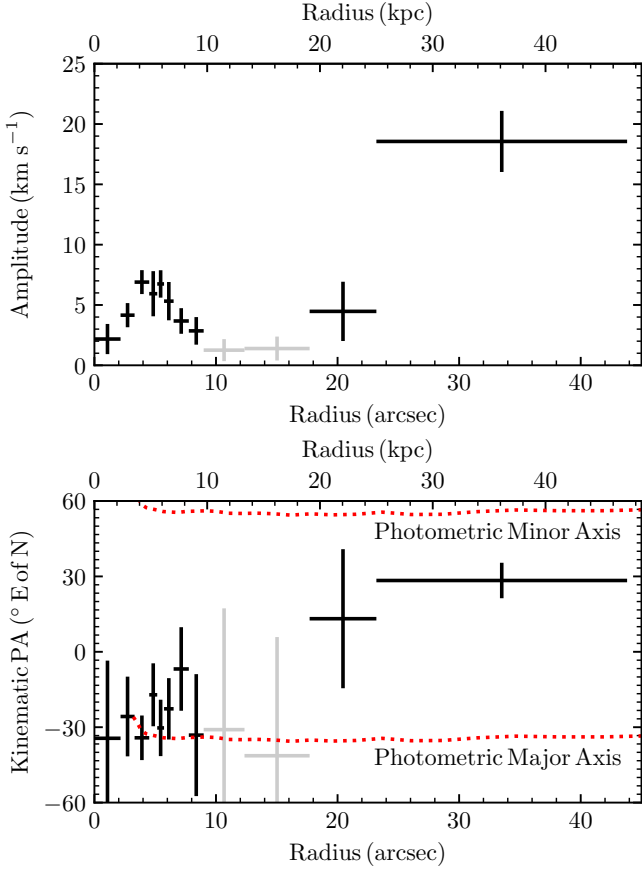 Radius (kpc)
0 10 20 30 40
25
20
15
10
5
0
Amplitude (km s⁻¹)
0 10 20 30 40
Radius (arcsec)
Radius (kpc)
0 10 20 30 40
60
30
0
−30
−60
Kinematic PA (° E of N)
Photometric Minor Axis
Photometric Major Axis
0 10 20 30 40
Radius (arcsec)